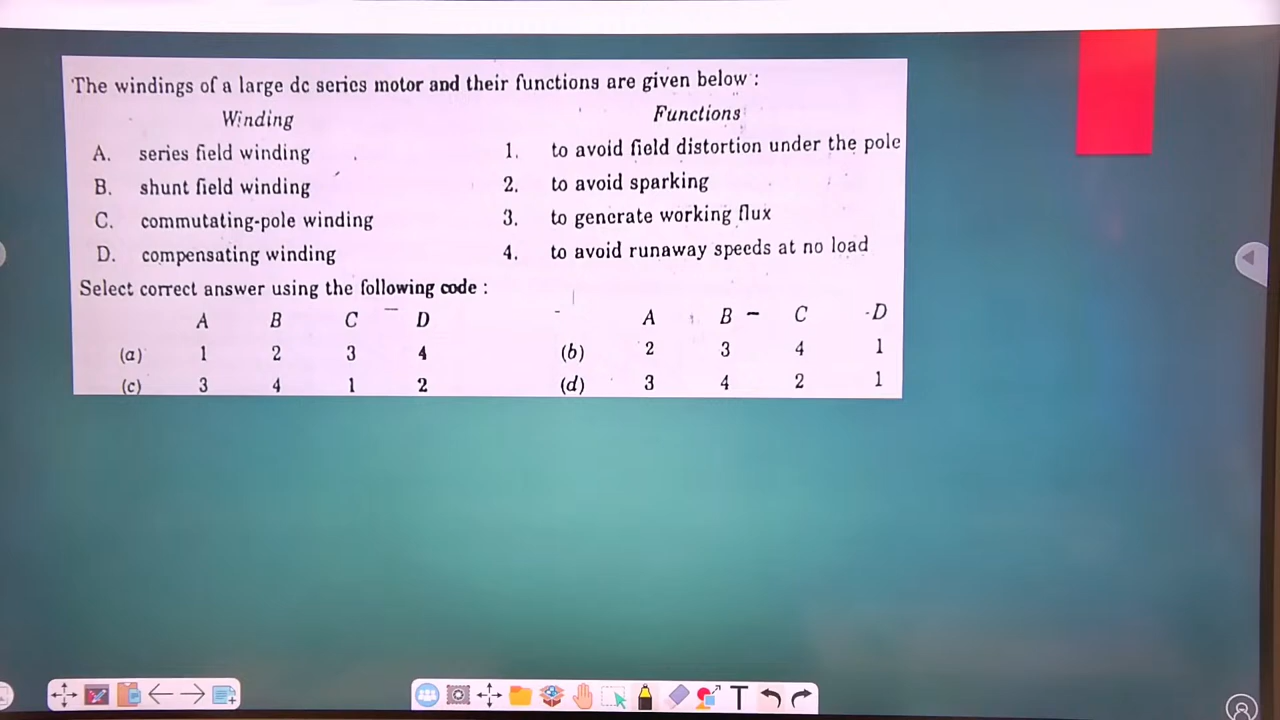 The windings of a large dc series motor and their functions are given below :
Winding Functions
A. series field winding 1. to avoid field distortion under the pole
B. shunt field winding 2. to avoid sparking
C. commutating-pole winding 3. to generate working flux
D. compensating winding 4. to avoid runaway speeds at no load
Select correct answer using the following code :
A B C D A B C D
(a) 1 2 3 4 (b) 2 3 4 1
(c) 3 4 1 2 (d) 3 4 2 1
T